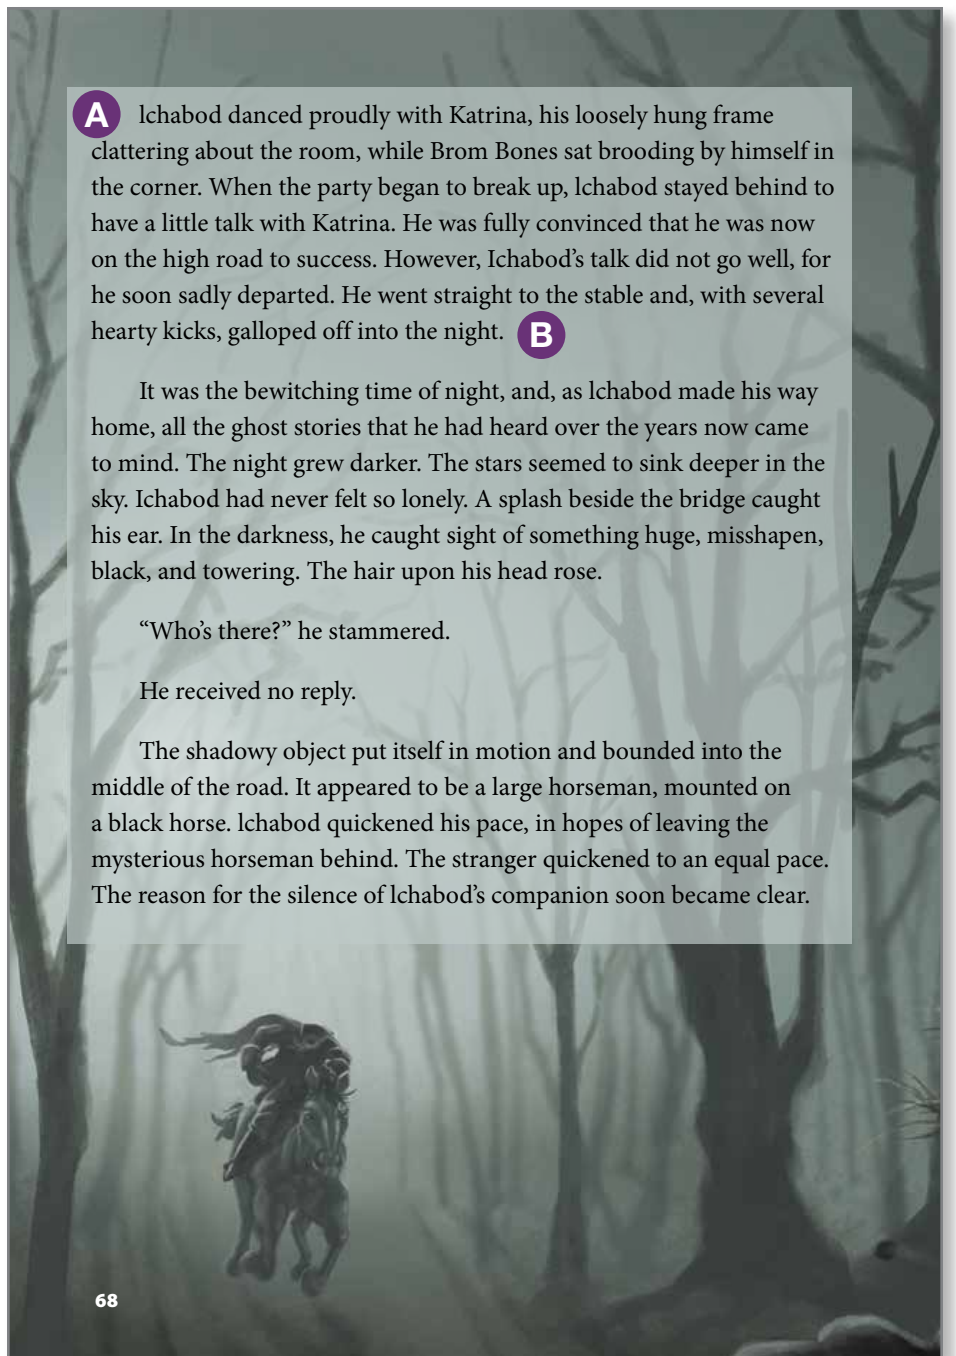 A Ichabod danced proudly with Katrina, his loosely hung frame
clattering about the room, while Brom Bones sat brooding by himself in
the corner. When the party began to break up, Ichabod stayed behind to
have a little talk with Katrina. He was fully convinced that he was now
on the high road to success. However, Ichabod’s talk did not go well, for
he soon sadly departed. He went straight to the stable and, with several
hearty kicks, galloped off into the night. B
It was the bewitching time of night, and, as Ichabod made his way
home, all the ghost stories that he had heard over the years now came
to mind. The night grew darker. The stars seemed to sink deeper in the
sky. Ichabod had never felt so lonely. A splash beside the bridge caught
his ear. In the darkness, he caught sight of something huge, misshapen,
black, and towering. The hair upon his head rose.
“Who’s there?” he stammered.
He received no reply.
The shadowy object put itself in motion and bounded into the
middle of the road. It appeared to be a large horseman, mounted on
a black horse. Ichabod quickened his pace, in hopes of leaving the
mysterious horseman behind. The stranger quickened to an equal pace.
The reason for the silence of Ichabod’s companion soon became clear.
68